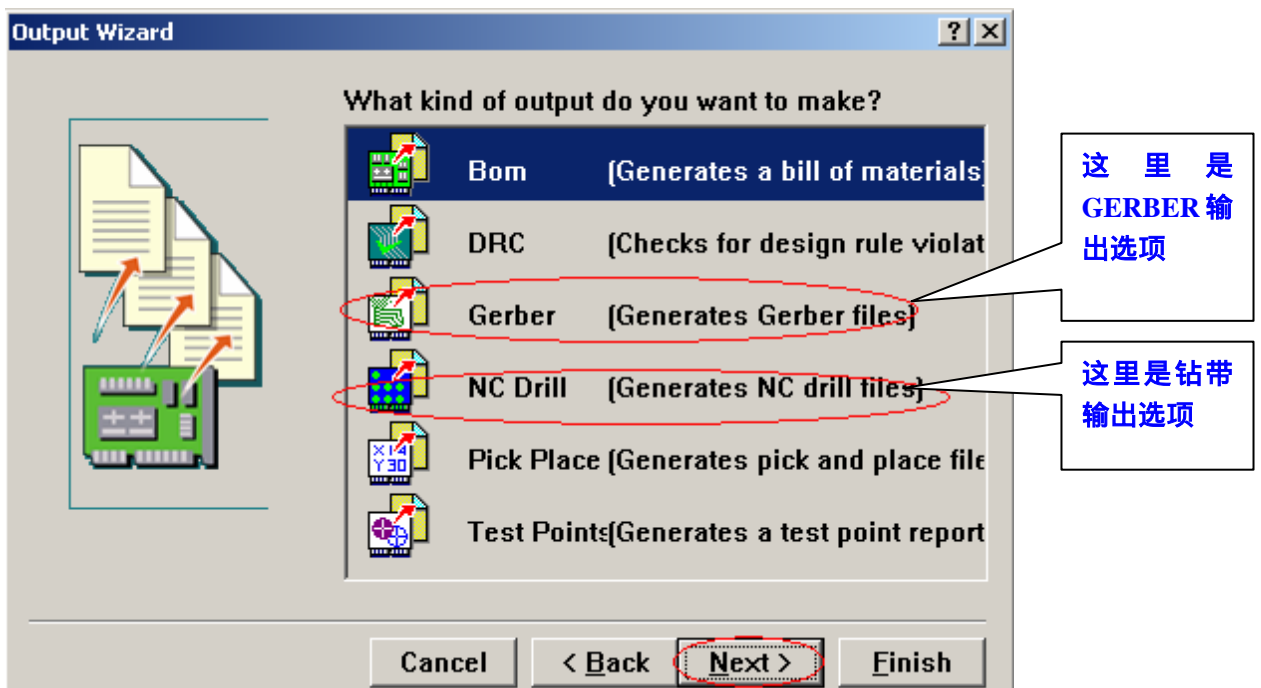 Output Wizard
What kind of output do you want to make?
Bom (Generates a bill of materials)
DRC (Checks for design rule violat
Gerber (Generates Gerber files)
NC Drill (Generates NC drill files)
Pick Place (Generates pick and place file
Test Points(Generates a test point report
X14
Y30
Cancel
< Back
Next >
Finish
这里是
GERBER 输
出选项
这里是钻带
输出选项